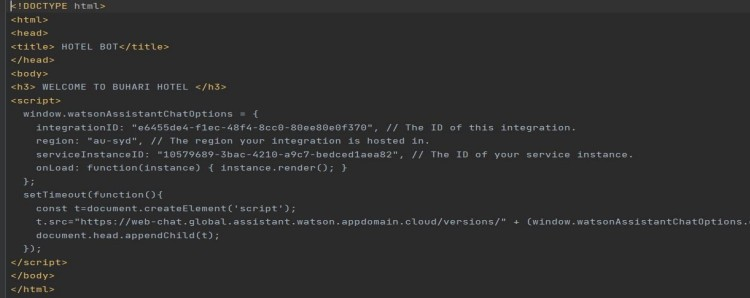 <!DOCTYPE html>
<html>
<head>
<title> HOTEL BOT</title>
</head>
<body>
<h3> WELCOME TO BUHARI HOTEL </h3>
<script>
window.watsonAssistantChatOptions = {
integrationID: "e6455de4-f1ec-48f4-8cc0-80ee80e0f370", // The ID of this integration.
region: "au-syd", // The region your integration is hosted in.
serviceInstanceID: "10579689-3bac-4210-a9c7-bedced1aea82", // The ID of your service instance.
onLoad: function(instance) { instance.render(); }
};
setTimeout(function(){
const t=document.createElement('script');
t.src="https://web-chat.global.assistant.watson.appdomain.cloud/versions/" + (window.watsonAssistantChatOptions.
document.head.appendChild(t);
});
</script>
</body>
</html>